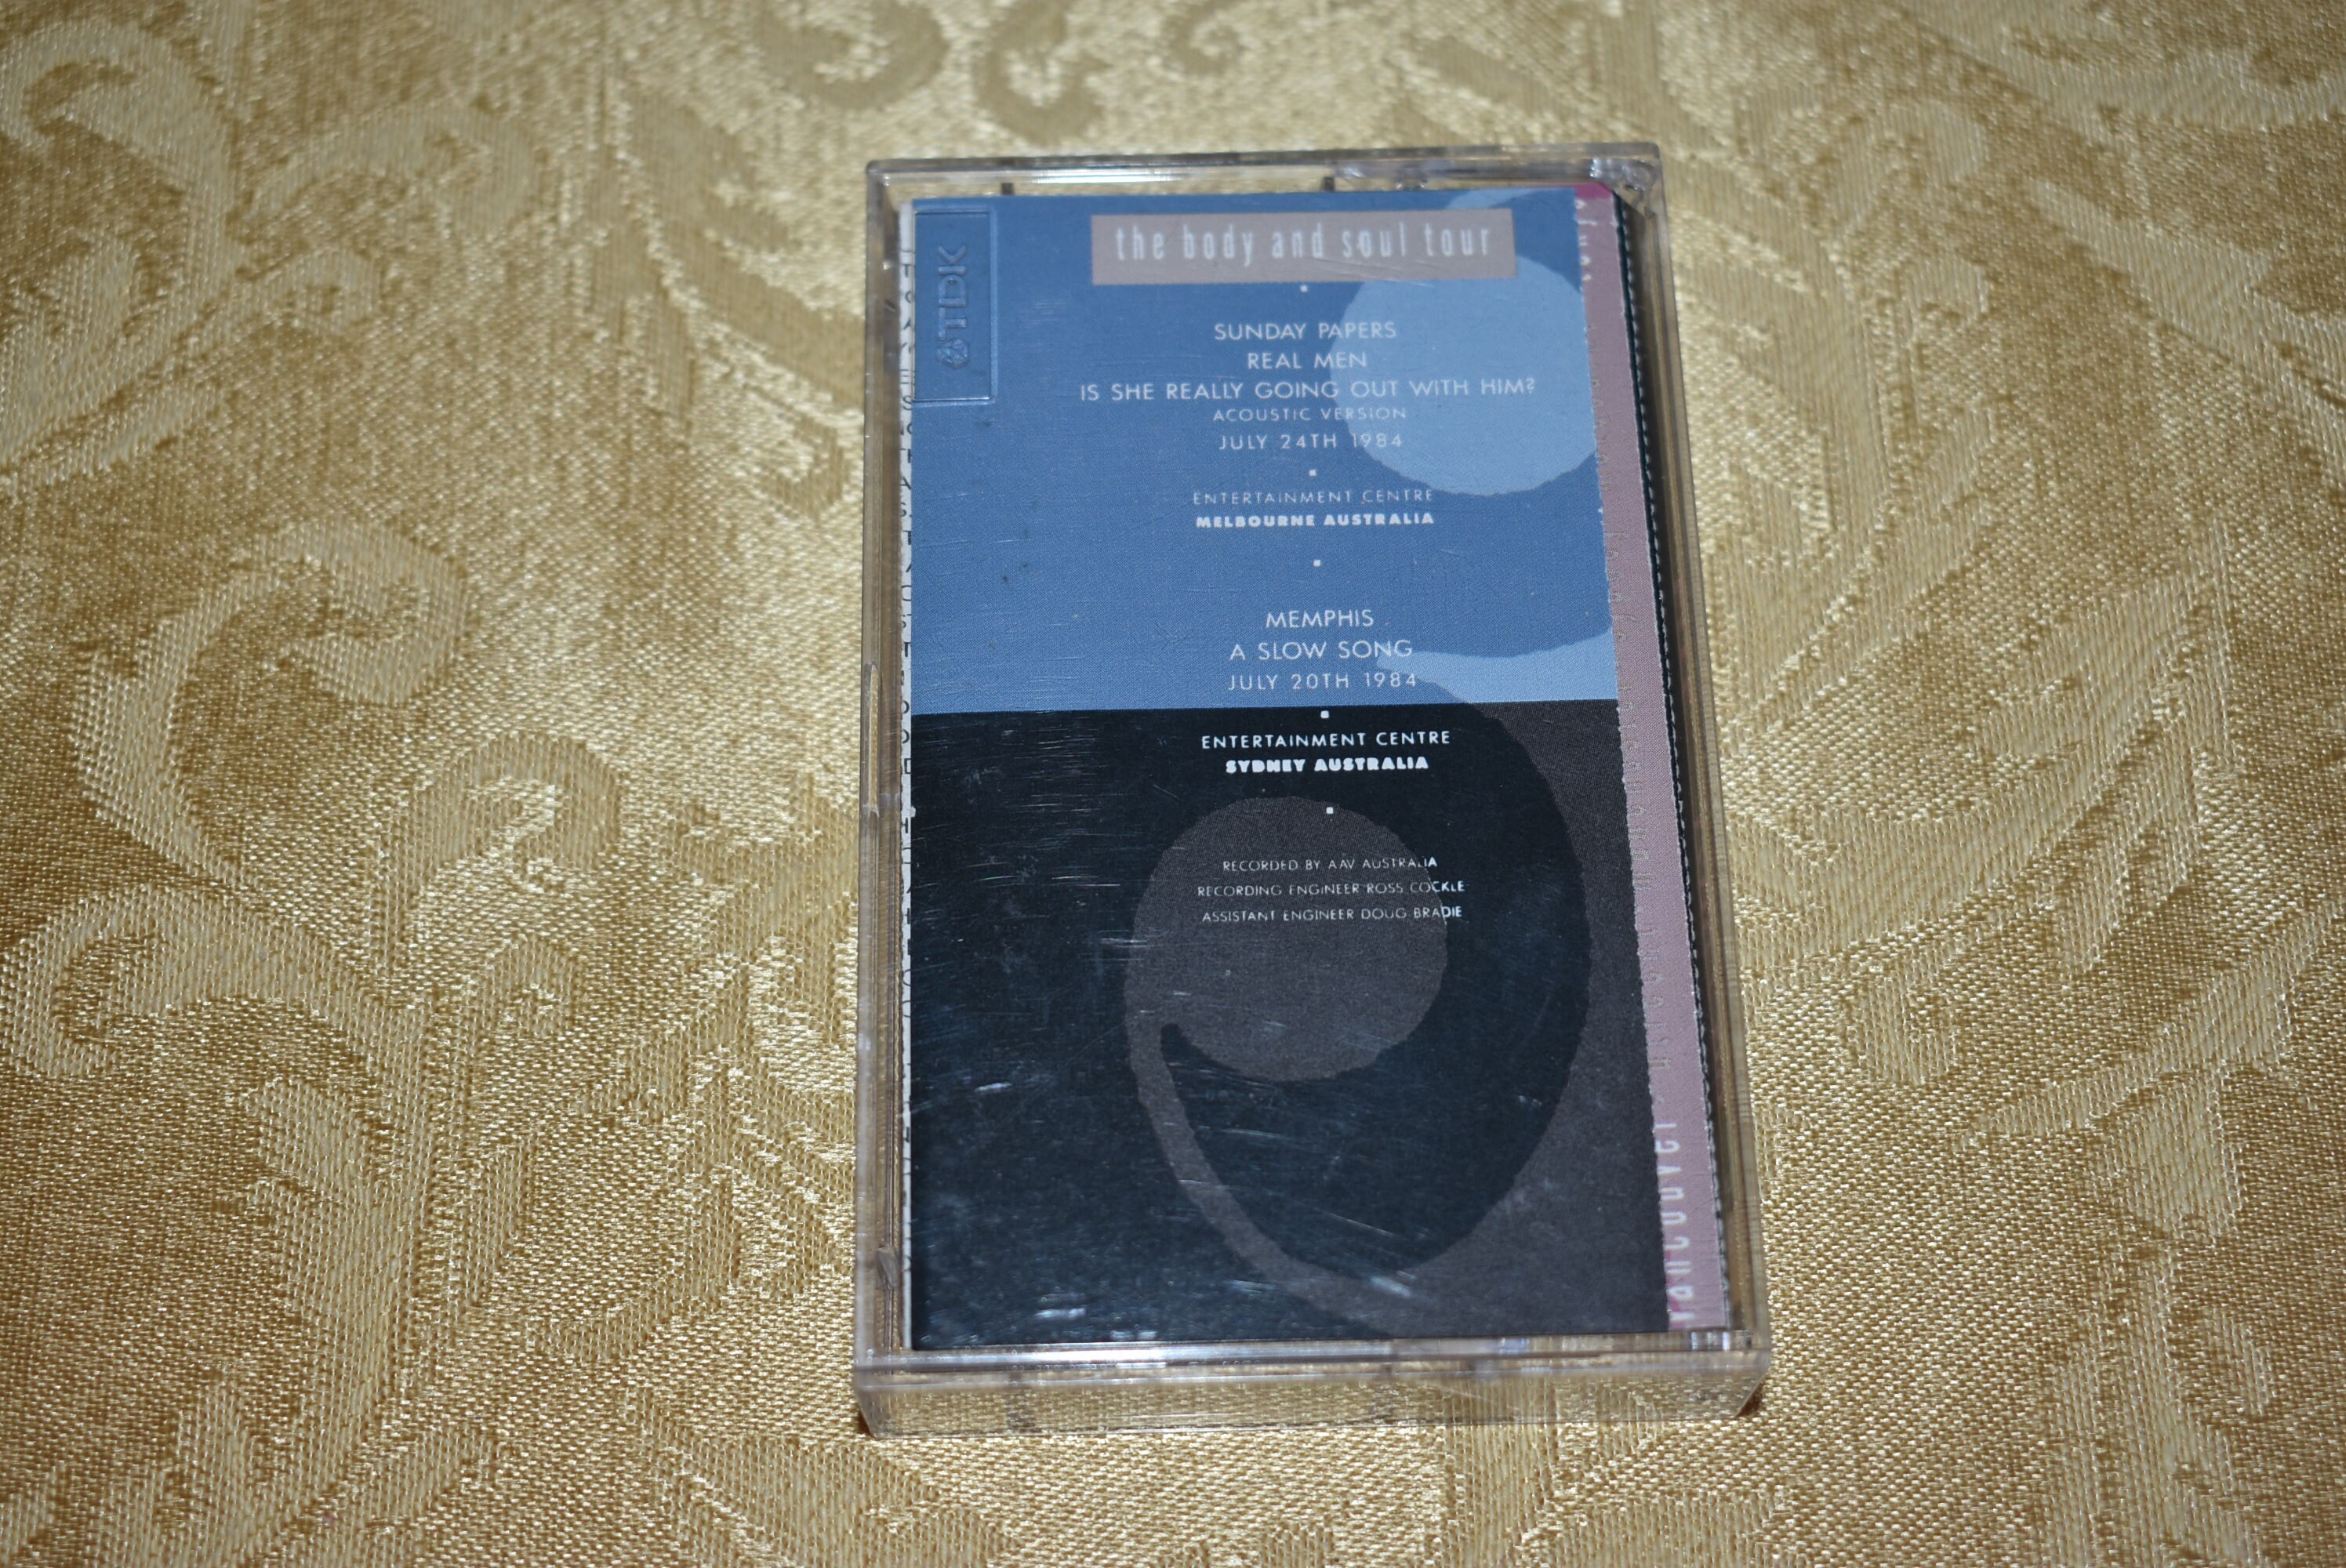 TDK
the body and soul tour
SUNDAY PAPERS
REAL MEN
IS SHE REALLY GOING OUT WITH HIM?
ACOUSTIC VERSION
JULY 24TH 1984
ENTERTAINMENT CENTRE
MELBOURNE AUSTRALIA
MEMPHIS
A SLOW SONG
JULY 20TH 1984
ENTERTAINMENT CENTRE
SYDNEY AUSTRALIA
RECORDED BY AAV AUSTRALIA
RECORDING ENGINEER ROSS COCKLE
ASSISTANT ENGINEER DOUG BRADIE
vancouver